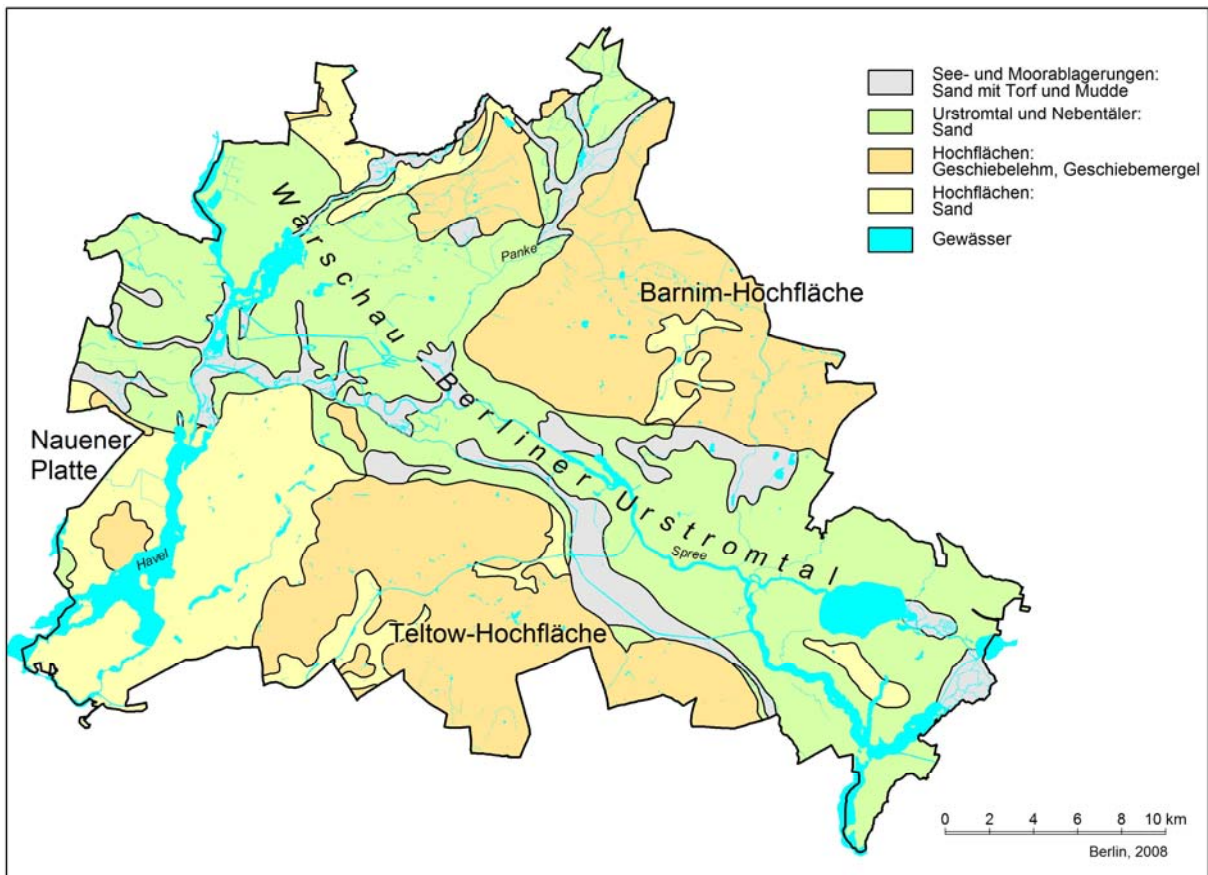 See- und Moorablagerungen:
Sand mit Torf und Mudde
Urstromtal und Nebentäler:
Sand
Hochflächen:
Geschiebelehm, Geschiebemergel
Hochflächen:
Sand
Gewässer
Warschau - Berliner Urstromtal
Panke
Barnim-Hochfläche
Nauener
Platte
Havel
Spree
Teltow-Hochfläche
0 2 4 6 8 10 km
Berlin, 2008